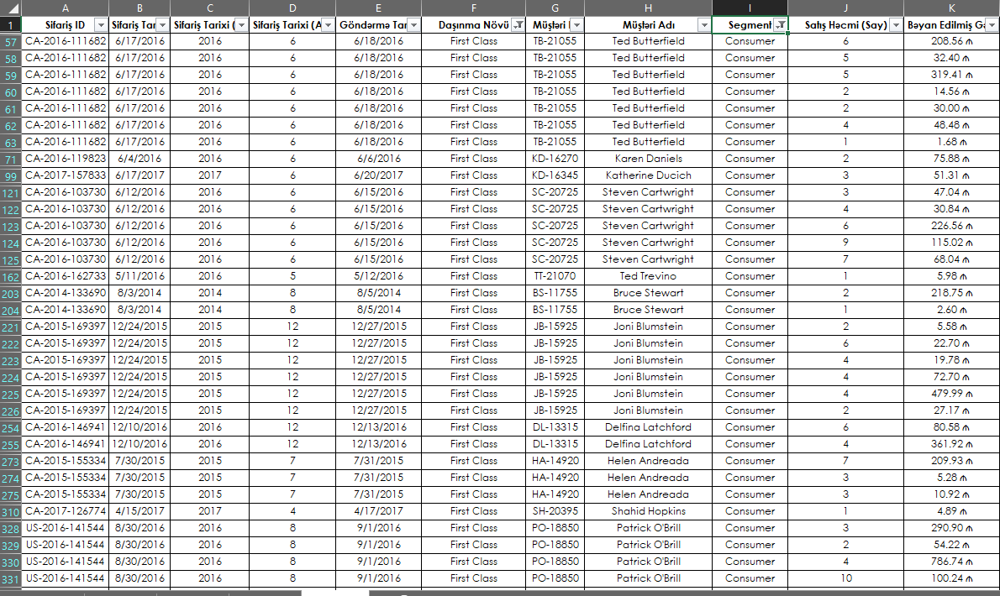 A B C D E F G H I J K
1 Sifariş ID Sifariş Tar Sifariş Tarixi ( Sifariş Tarixi (A Göndərmə Tar Daşınma Növü Müştəri Müştəri Adı Segment Satış Həcmi (Say) Bəyan Edilmiş Gə
57 CA-2016-111682 6/17/2016 2016 6 6/18/2016 First Class TB-21055 Ted Butterfield Consumer 6 208.56 ₼
58 CA-2016-111682 6/17/2016 2016 6 6/18/2016 First Class TB-21055 Ted Butterfield Consumer 5 32.40 ₼
59 CA-2016-111682 6/17/2016 2016 6 6/18/2016 First Class TB-21055 Ted Butterfield Consumer 5 319.41 ₼
60 CA-2016-111682 6/17/2016 2016 6 6/18/2016 First Class TB-21055 Ted Butterfield Consumer 2 14.56 ₼
61 CA-2016-111682 6/17/2016 2016 6 6/18/2016 First Class TB-21055 Ted Butterfield Consumer 2 30.00 ₼
62 CA-2016-111682 6/17/2016 2016 6 6/18/2016 First Class TB-21055 Ted Butterfield Consumer 4 48.48 ₼
63 CA-2016-111682 6/17/2016 2016 6 6/18/2016 First Class TB-21055 Ted Butterfield Consumer 1 1.68 ₼
71 CA-2016-119823 6/4/2016 2016 6 6/6/2016 First Class KD-16270 Karen Daniels Consumer 2 75.88 ₼
99 CA-2017-157833 6/17/2017 2017 6 6/20/2017 First Class KD-16345 Katherine Ducich Consumer 3 51.31 ₼
121 CA-2016-103730 6/12/2016 2016 6 6/15/2016 First Class SC-20725 Steven Cartwright Consumer 3 47.04 ₼
122 CA-2016-103730 6/12/2016 2016 6 6/15/2016 First Class SC-20725 Steven Cartwright Consumer 4 30.84 ₼
123 CA-2016-103730 6/12/2016 2016 6 6/15/2016 First Class SC-20725 Steven Cartwright Consumer 6 226.56 ₼
124 CA-2016-103730 6/12/2016 2016 6 6/15/2016 First Class SC-20725 Steven Cartwright Consumer 9 115.02 ₼
125 CA-2016-103730 6/12/2016 2016 6 6/15/2016 First Class SC-20725 Steven Cartwright Consumer 7 68.04 ₼
162 CA-2016-162733 5/11/2016 2016 5 5/12/2016 First Class TT-21070 Ted Trevino Consumer 1 5.98 ₼
203 CA-2014-133690 8/3/2014 2014 8 8/5/2014 First Class BS-11755 Bruce Stewart Consumer 2 218.75 ₼
204 CA-2014-133690 8/3/2014 2014 8 8/5/2014 First Class BS-11755 Bruce Stewart Consumer 1 2.60 ₼
221 CA-2015-169397 12/24/2015 2015 12 12/27/2015 First Class JB-15925 Joni Blumstein Consumer 2 5.58 ₼
222 CA-2015-169397 12/24/2015 2015 12 12/27/2015 First Class JB-15925 Joni Blumstein Consumer 6 22.70 ₼
223 CA-2015-169397 12/24/2015 2015 12 12/27/2015 First Class JB-15925 Joni Blumstein Consumer 4 19.78 ₼
224 CA-2015-169397 12/24/2015 2015 12 12/27/2015 First Class JB-15925 Joni Blumstein Consumer 4 72.70 ₼
225 CA-2015-169397 12/24/2015 2015 12 12/27/2015 First Class JB-15925 Joni Blumstein Consumer 4 479.99 ₼
226 CA-2015-169397 12/24/2015 2015 12 12/27/2015 First Class JB-15925 Joni Blumstein Consumer 2 27.17 ₼
254 CA-2016-146941 12/10/2016 2016 12 12/13/2016 First Class DL-13315 Delfina Latchford Consumer 6 80.58 ₼
255 CA-2016-146941 12/10/2016 2016 12 12/13/2016 First Class DL-13315 Delfina Latchford Consumer 4 361.92 ₼
273 CA-2015-155334 7/30/2015 2015 7 7/31/2015 First Class HA-14920 Helen Andreada Consumer 7 209.93 ₼
274 CA-2015-155334 7/30/2015 2015 7 7/31/2015 First Class HA-14920 Helen Andreada Consumer 3 5.28 ₼
275 CA-2015-155334 7/30/2015 2015 7 7/31/2015 First Class HA-14920 Helen Andreada Consumer 3 10.92 ₼
310 CA-2017-126774 4/15/2017 2017 4 4/17/2017 First Class SH-20395 Shahid Hopkins Consumer 1 4.89 ₼
328 US-2016-141544 8/30/2016 2016 8 9/1/2016 First Class PO-18850 Patrick O'Brill Consumer 3 290.90 ₼
329 US-2016-141544 8/30/2016 2016 8 9/1/2016 First Class PO-18850 Patrick O'Brill Consumer 2 54.22 ₼
330 US-2016-141544 8/30/2016 2016 8 9/1/2016 First Class PO-18850 Patrick O'Brill Consumer 4 786.74 ₼
331 US-2016-141544 8/30/2016 2016 8 9/1/2016 First Class PO-18850 Patrick O'Brill Consumer 10 100.24 ₼